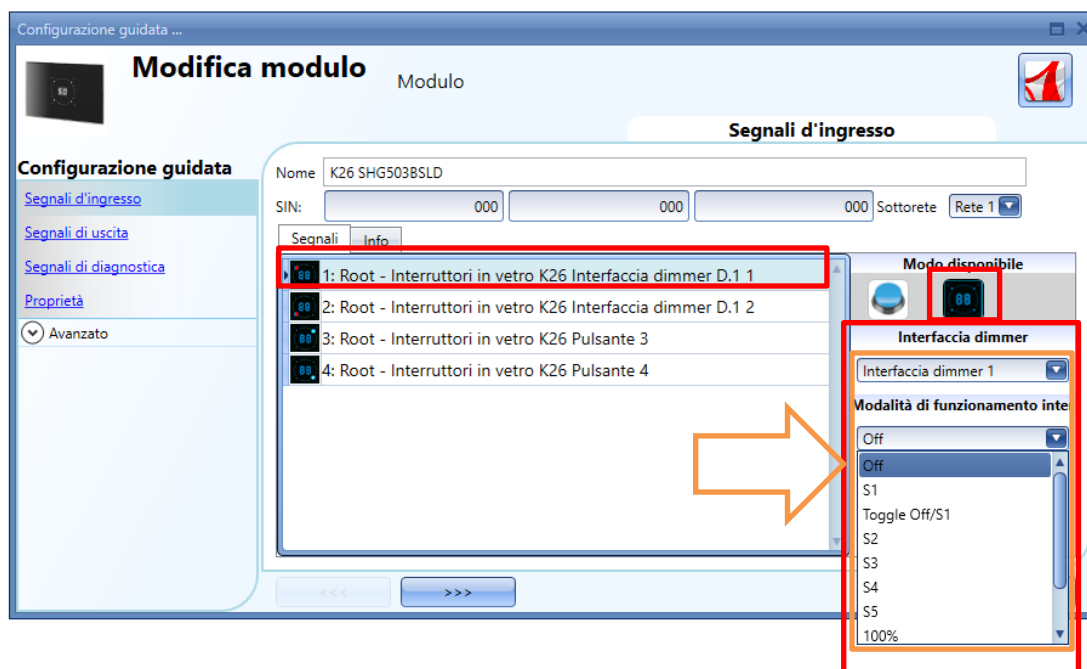 Configurazione guidata ...
Modifica modulo
Modulo
Segnali d'ingresso
Configurazione guidata
Segnali d'ingresso
Segnali di uscita
Segnali di diagnostica
Proprietà
Avanzato
Nome K26 SHG503BSLD
SIN: 000 000 000 Sottorete Rete 1
Segnali Info
1: Root - Interruttori in vetro K26 Interfaccia dimmer D.1 1
2: Root - Interruttori in vetro K26 Interfaccia dimmer D.1 2
3: Root - Interruttori in vetro K26 Pulsante 3
4: Root - Interruttori in vetro K26 Pulsante 4
Modo disponibile
88
Interfaccia dimmer
Interfaccia dimmer 1
Modalità di funzionamento inte
Off
Off
S1
Toggle Off/S1
S2
S3
S4
S5
100%
<<< >>>